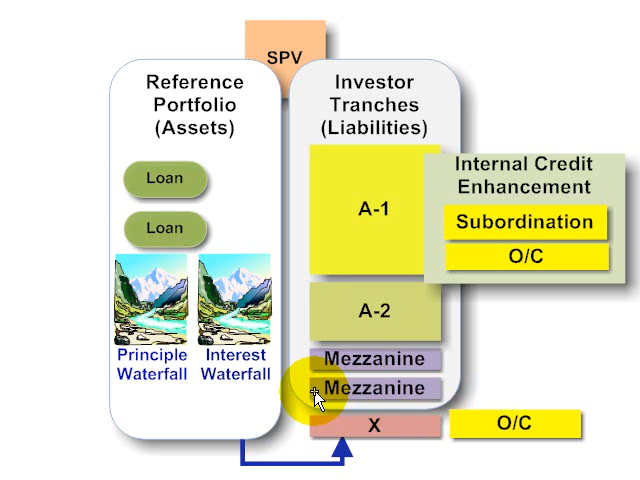 SPV
Reference
Portfolio
(Assets)
Loan
Loan
Principle
Waterfall
Interest
Waterfall
Investor
Tranches
(Liabilities)
A-1
A-2
Mezzanine
Mezzanine
X
Internal Credit
Enhancement
Subordination
O/C
O/C